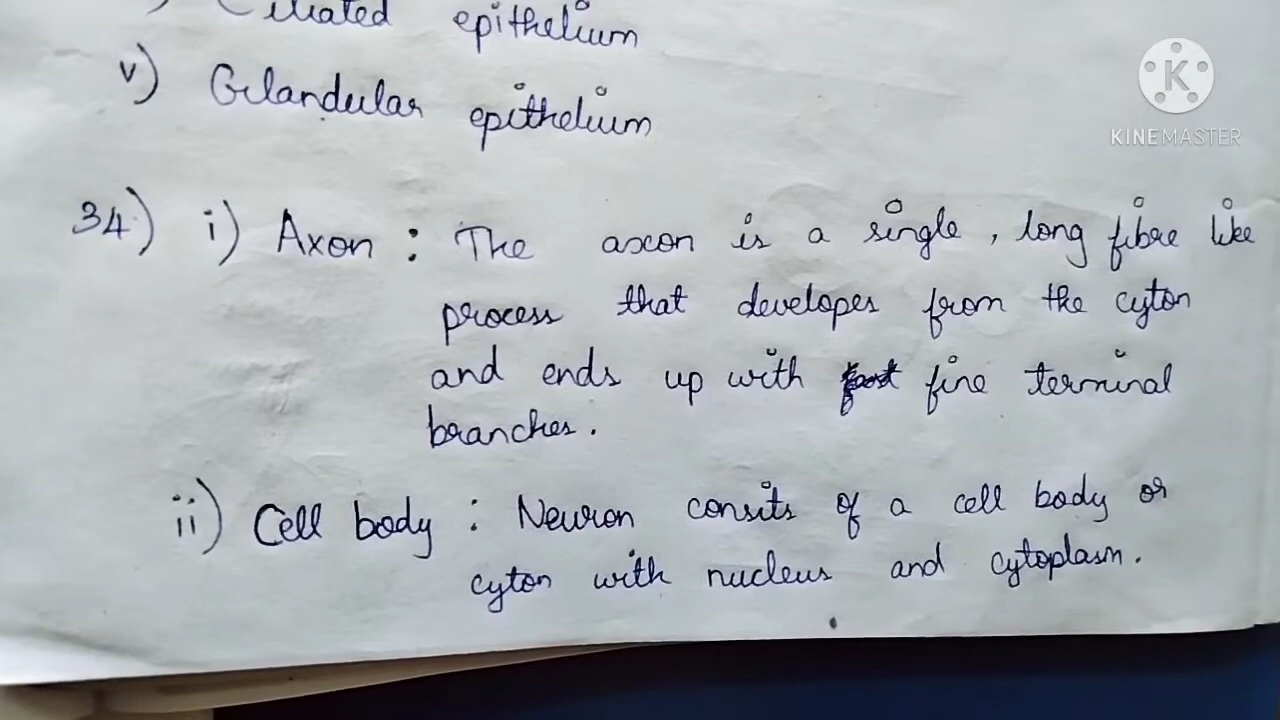 Ciliated epithelium
v) Glandular epithelium
34) i) Axon : The axon is a single, long fibre like
process that developes from the cyton
and ends up with fine terminal
branches.
ii) Cell body : Neuron consits of a cell body or
cyton with nucleus and cytoplasm.
KINEMASTER